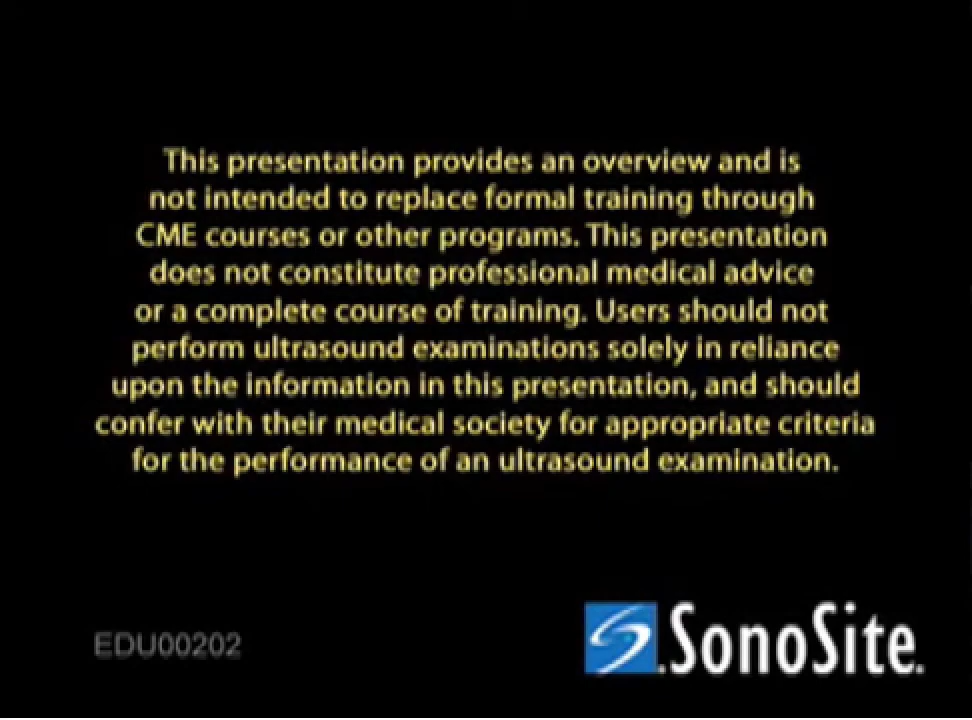 This presentation provides an overview and is
not intended to replace formal training through
CME courses or other programs. This presentation
does not constitute professional medical advice
or a complete course of training. Users should not
perform ultrasound examinations solely in reliance
upon the information in this presentation, and should
confer with their medical society for appropriate criteria
for the performance of an ultrasound examination.
EDU00202
SonoSite.